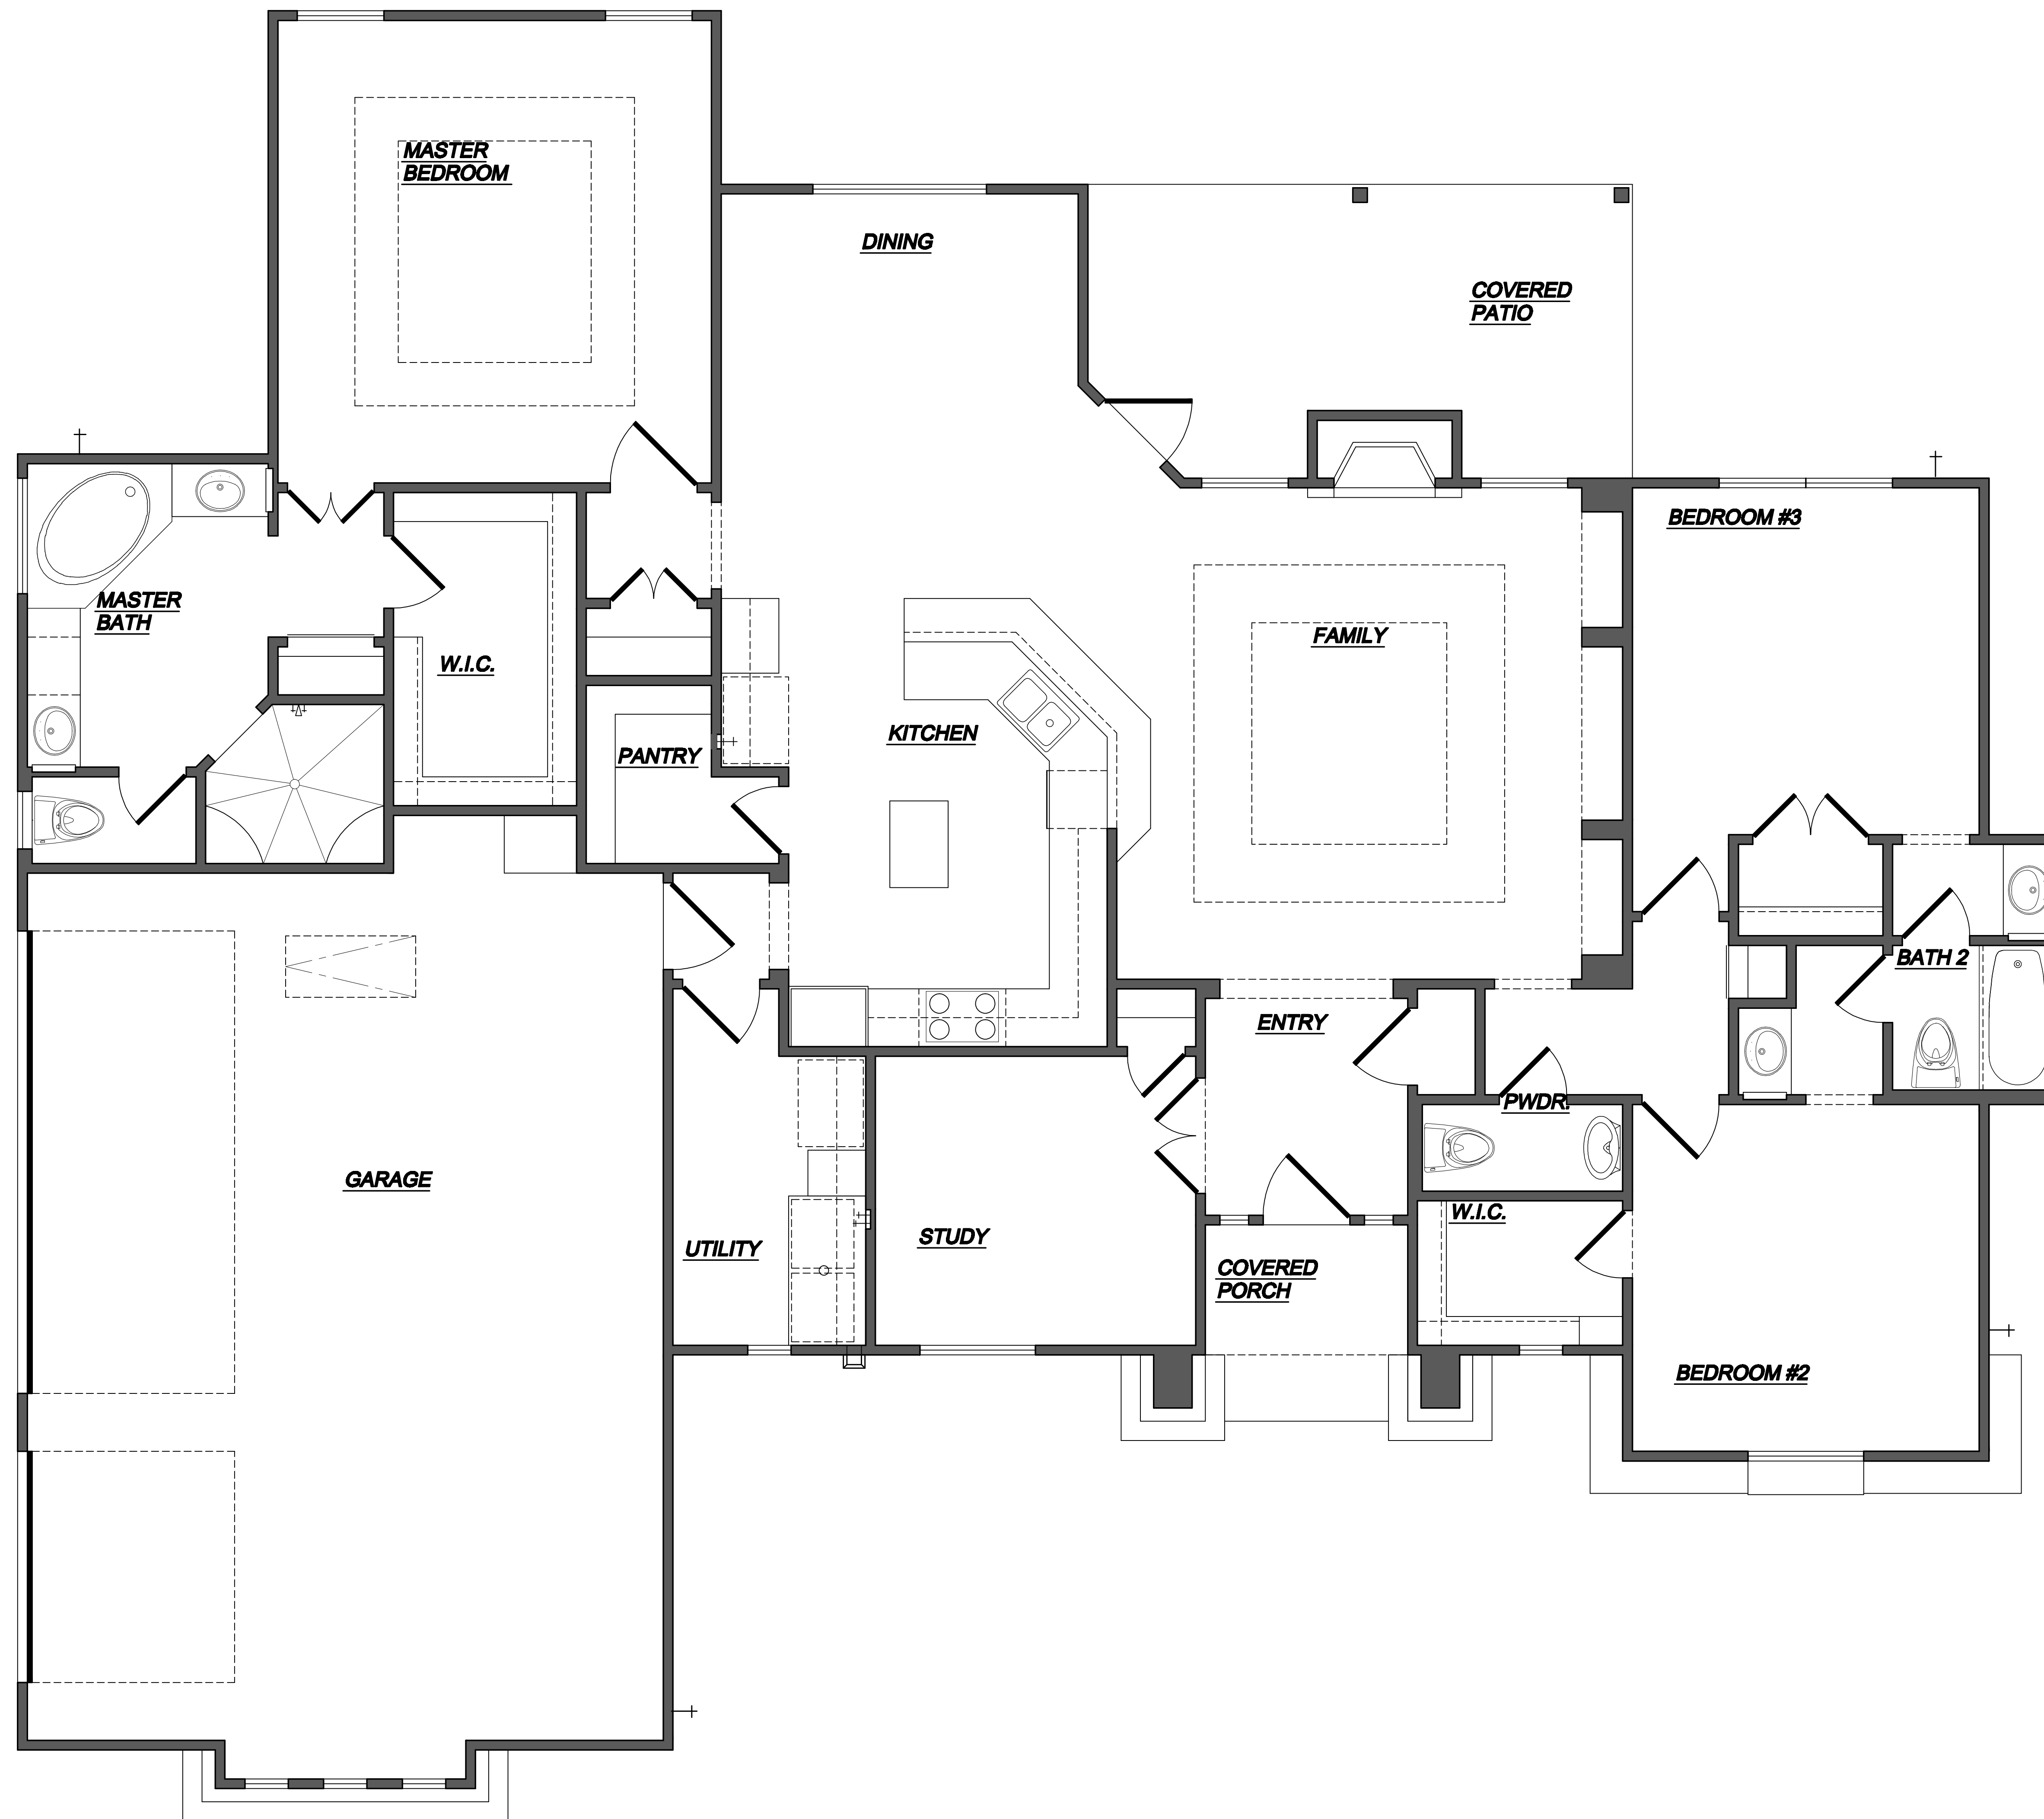 MASTER
BEDROOM
DINING
COVERED
PATIO
BEDROOM #3
MASTER
BATH
FAMILY
W.I.C.
KITCHEN
PANTRY
BATH 2
ENTRY
PWDR.
GARAGE
W.I.C.
STUDY
UTILITY
COVERED
PORCH
BEDROOM #2